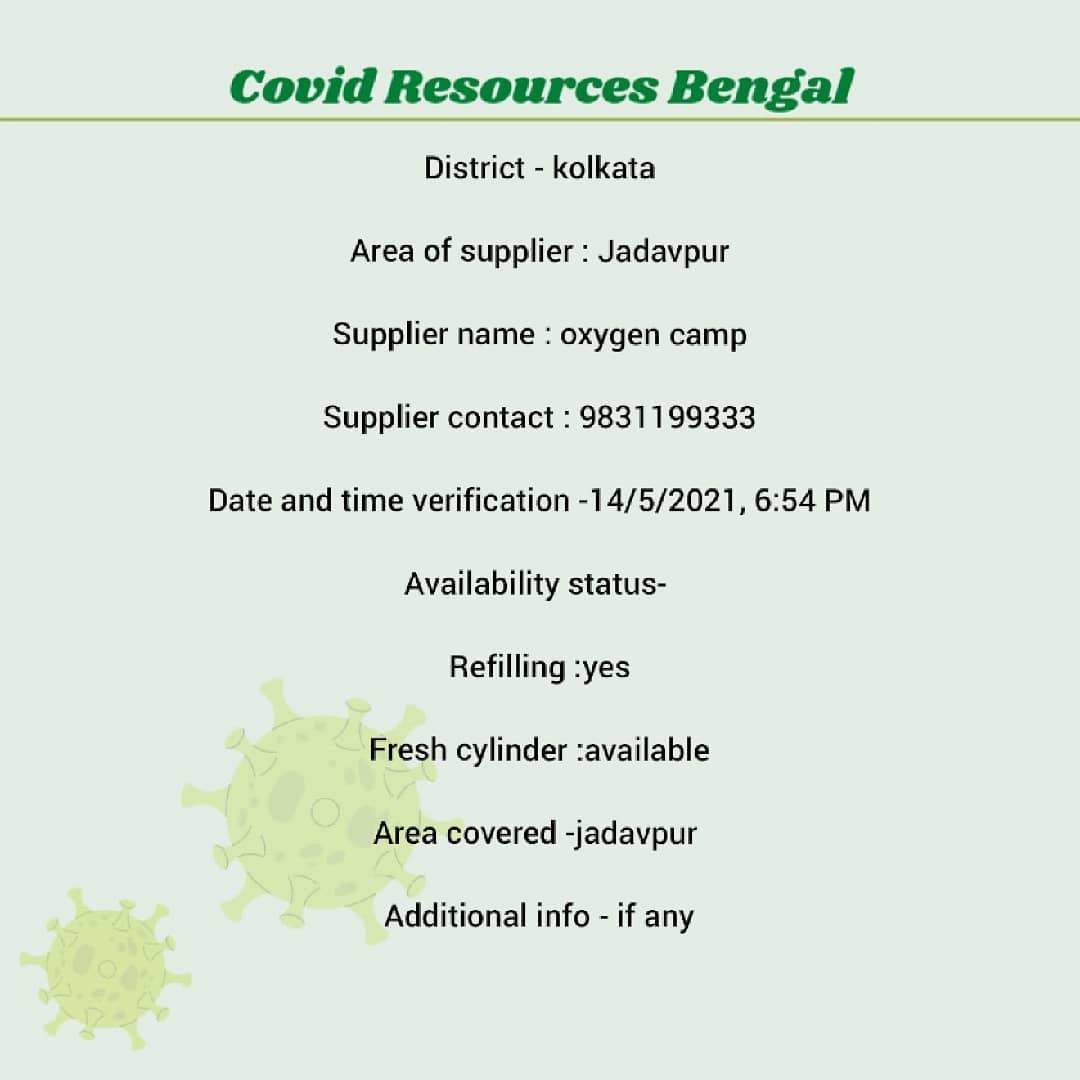 Covid Resources Bengal
District - kolkata
Area of supplier : Jadavpur
Supplier name : oxygen camp
Supplier contact : 9831199333
Date and time verification -14/5/2021, 6:54 PM
Availability status-
Refilling :yes
Fresh cylinder :available
Area covered -jadavpur
Additional info - if any